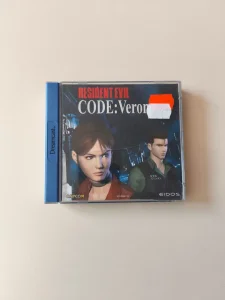 RESIDENT EVIL
CODE:Veron
Dreamcast
EIDOS